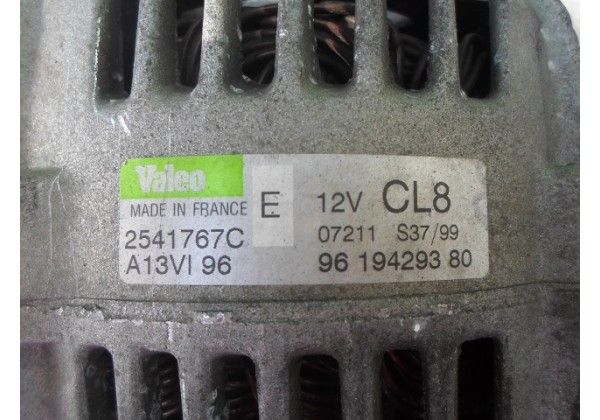 Valeo
MADE IN FRANCE E 12V CL8
2541767C 07211 S37/99
A13VI 96 96 194293 80